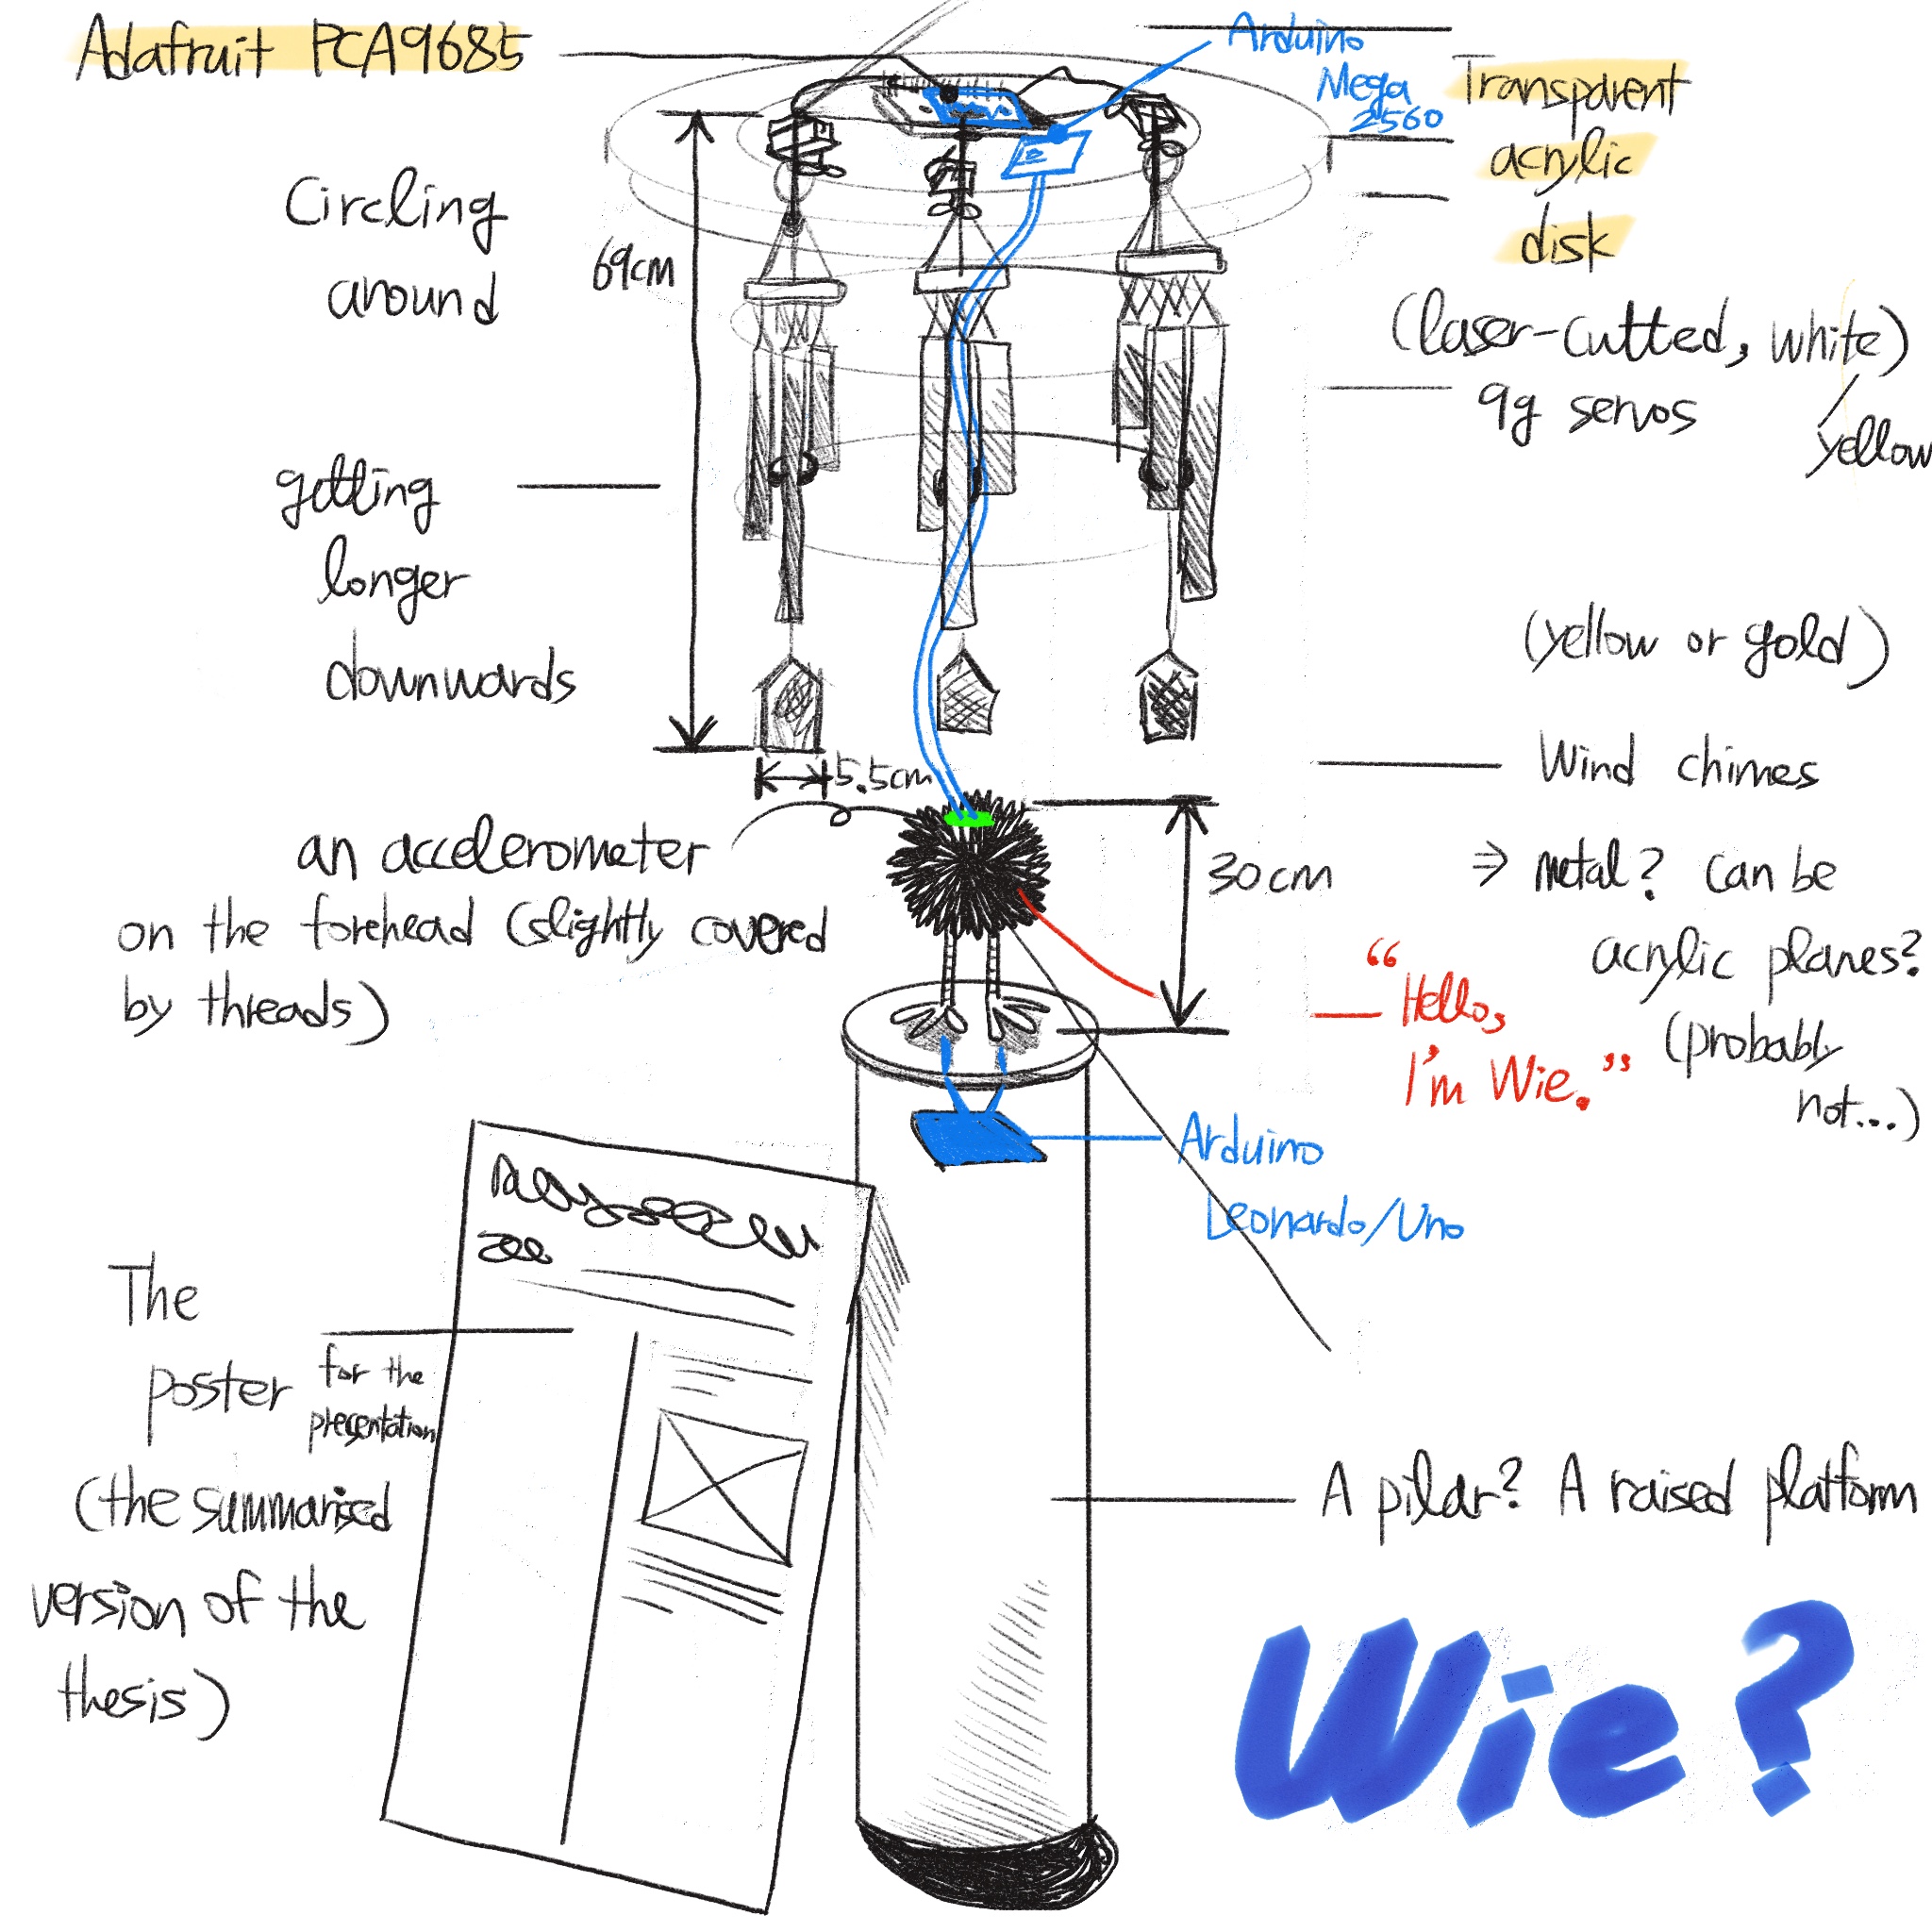 Adafruit PCA9685
Arduino
Mega
2560
Transparent
acrylic
disk
(laser-cutted, white)
/
yellow
9g servos
Circling
around
69cm
getting
longer
downwards
(yellow or gold)
Wind chimes
⇒ metal? Can be
acrylic planes?
(probably
not...)
5.5cm
an accelerometer
on the forehead (slightly covered
by threads)
30cm
“Hello,
I'm Wie.”
Arduino
Leonardo/Uno
The
poster for the
presentation
(the summarised
version of the
thesis)
A pillar? A raised platform
Wie?